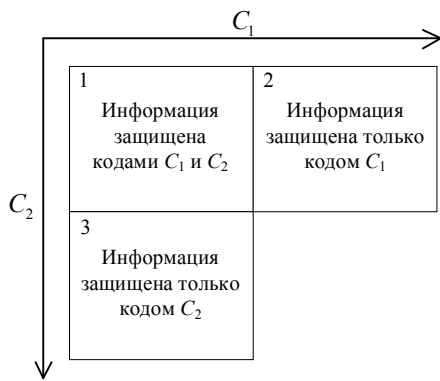 C₁
1
Информация
защищена
кодами C₁ и C₂
2
Информация
защищена только
кодом C₁
C₂
3
Информация
защищена только
кодом C₂